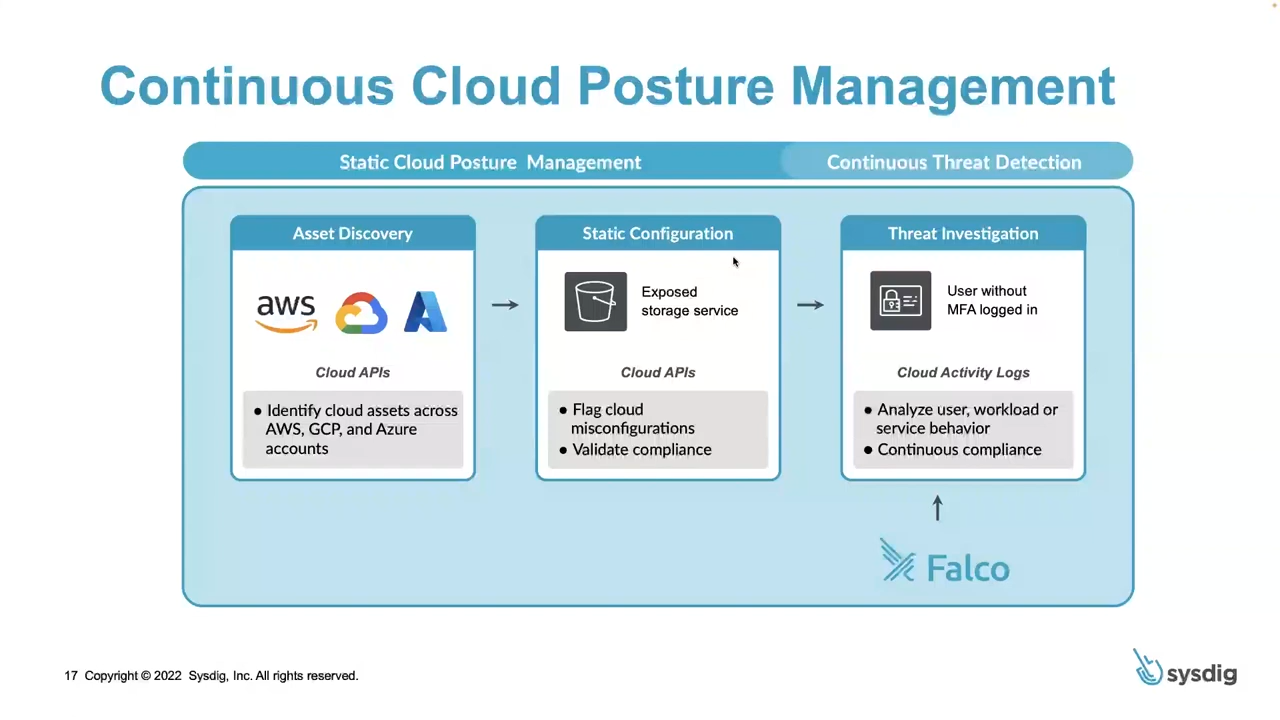 Continuous Cloud Posture Management
Static Cloud Posture Management
Continuous Threat Detection
Asset Discovery
aws
Cloud APIs
● Identify cloud assets across
AWS, GCP, and Azure
accounts
Static Configuration
Exposed
storage service
Cloud APIs
● Flag cloud
misconfigurations
● Validate compliance
Threat Investigation
User without
MFA logged in
Cloud Activity Logs
● Analyze user, workload or
service behavior
● Continuous compliance
Falco
17 Copyright © 2022 Sysdig, Inc. All rights reserved.
sysdig